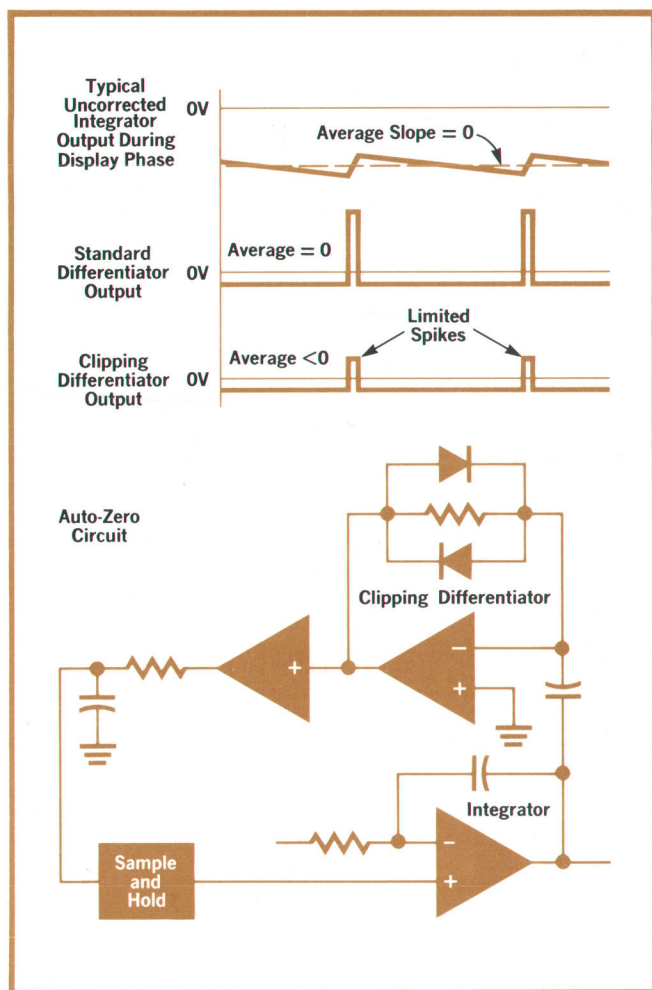 Typical
Uncorrected
Integrator
Output During
Display Phase
0V
Average Slope = 0
Standard
Differentiator
Output
0V
Average = 0
Limited
Spikes
Clipping
Differentiator
Output
0V
Average <0
Auto-Zero
Circuit
Clipping Differentiator
+
−
+
Integrator
−
+
Sample
and
Hold